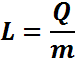 L = Q/m